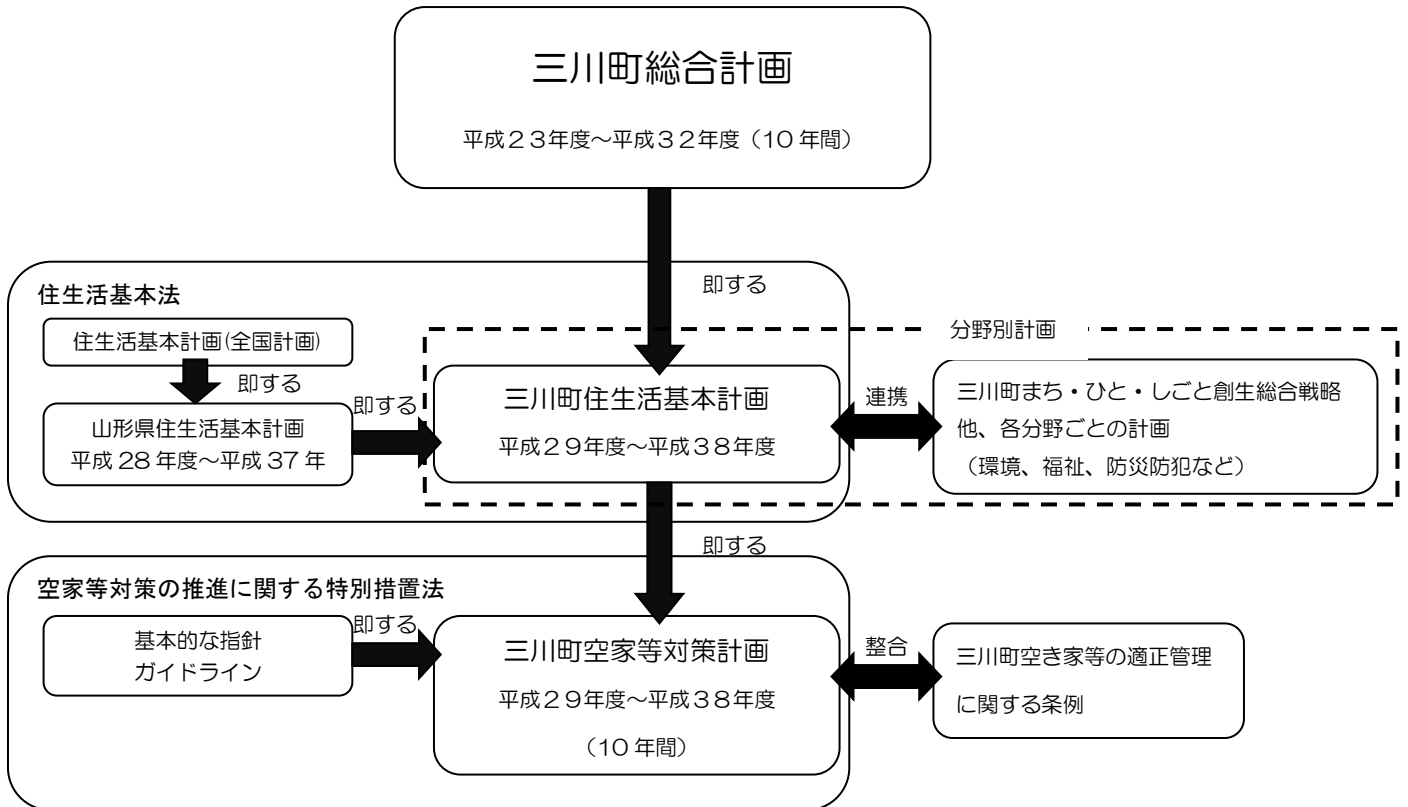 三川町総合計画
平成２３年度～平成３２年度（10 年間）
即する
住生活基本法
住生活基本計画(全国計画)
即する
山形県住生活基本計画
平成 28 年度～平成 37 年
即する
分野別計画
三川町住生活基本計画
平成２９年度～平成３８年度
連携
三川町まち・ひと・しごと創生総合戦略
他、各分野ごとの計画
（環境、福祉、防災防犯など）
即する
空家等対策の推進に関する特別措置法
基本的な指針
ガイドライン
即する
三川町空家等対策計画
平成２９年度～平成３８年度
（10 年間）
整合
三川町空き家等の適正管理
に関する条例